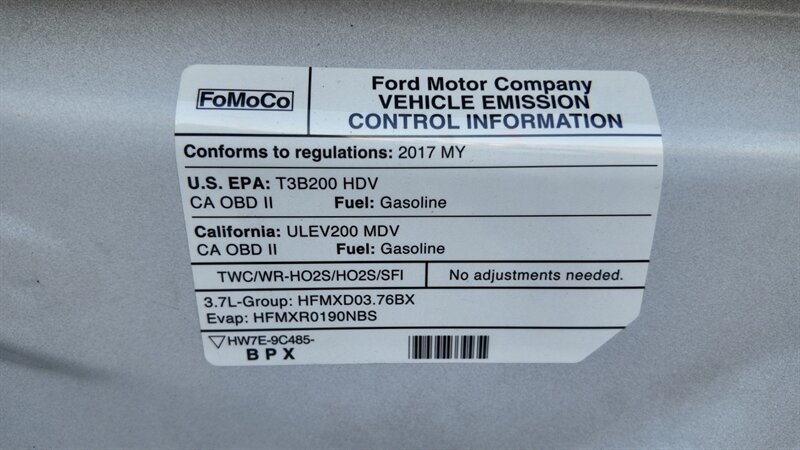 FoMoCo
Ford Motor Company
VEHICLE EMISSION
CONTROL INFORMATION
Conforms to regulations: 2017 MY
U.S. EPA: T3B200 HDV
CA OBD II Fuel: Gasoline
California: ULEV200 MDV
CA OBD II Fuel: Gasoline
TWC/WR-HO2S/HO2S/SFI
No adjustments needed.
3.7L-Group: HFMXD03.76BX
Evap: HFMXR0190NBS
HW7E-9C485-
B P X